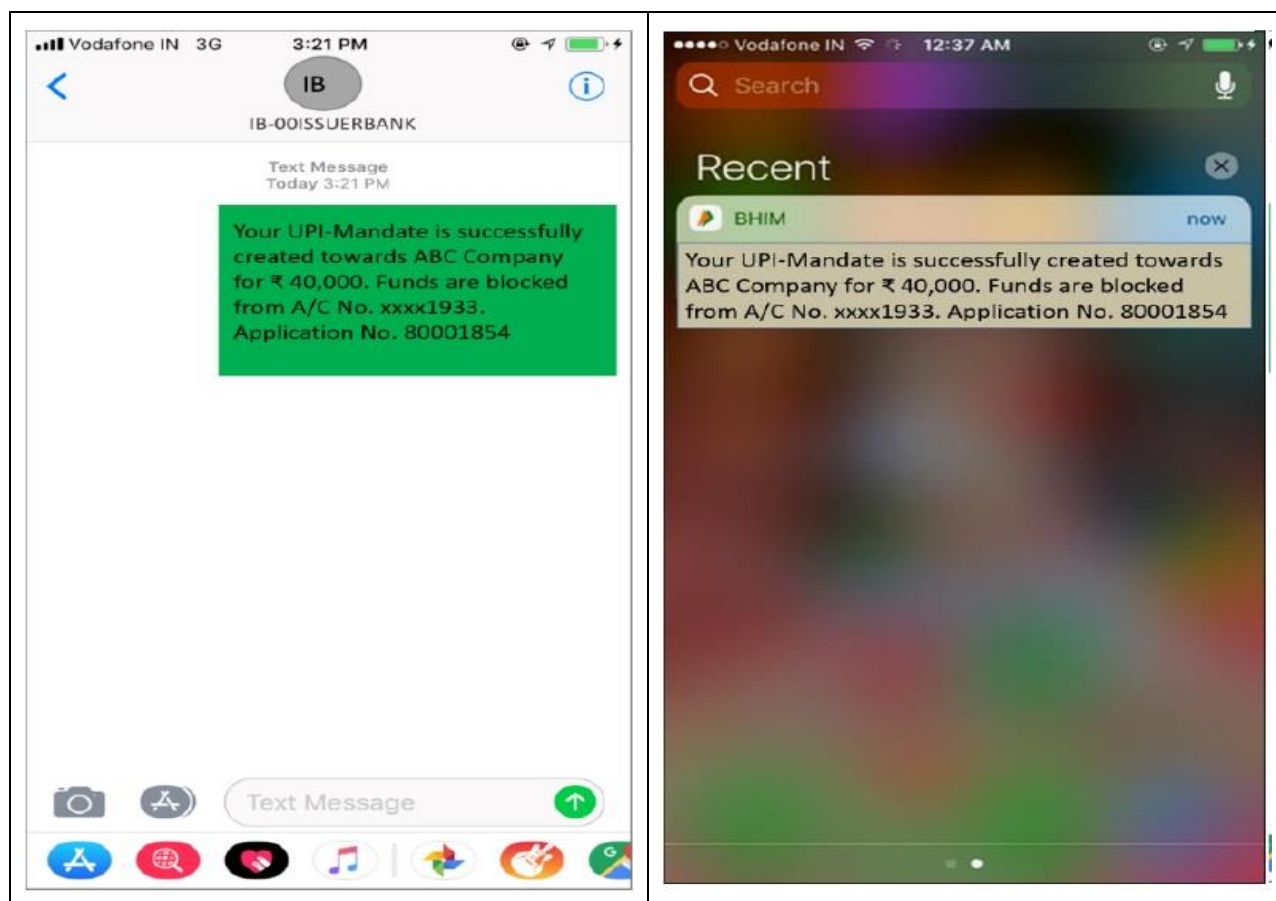 Vodafone IN 3G 3:21 PM
IB
IB-00ISSUERBANK
Text Message
Today 3:21 PM
Your UPI-Mandate is successfully
created towards ABC Company
for ₹ 40,000. Funds are blocked
from A/C No. xxxx1933.
Application No. 80001854
Text Message
Vodafone IN 12:37 AM
Search
Recent
BHIM now
Your UPI-Mandate is successfully created towards
ABC Company for ₹ 40,000. Funds are blocked
from A/C No. xxxx1933. Application No. 80001854